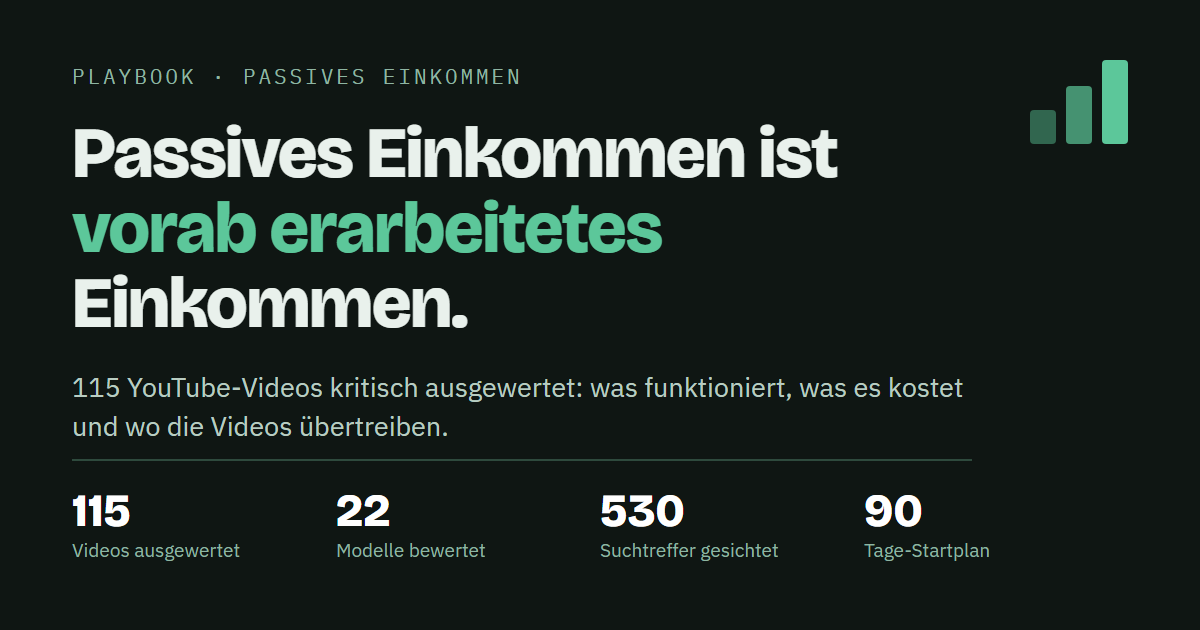 PLAYBOOK · PASSIVES EINKOMMEN
Passives Einkommen ist
vorab erarbeitetes
Einkommen.
115 YouTube-Videos kritisch ausgewertet: was funktioniert, was es kostet
und wo die Videos übertreiben.
115 22 530 90
Videos ausgewertet Modelle bewertet Suchtreffer gesichtet Tage-Startplan